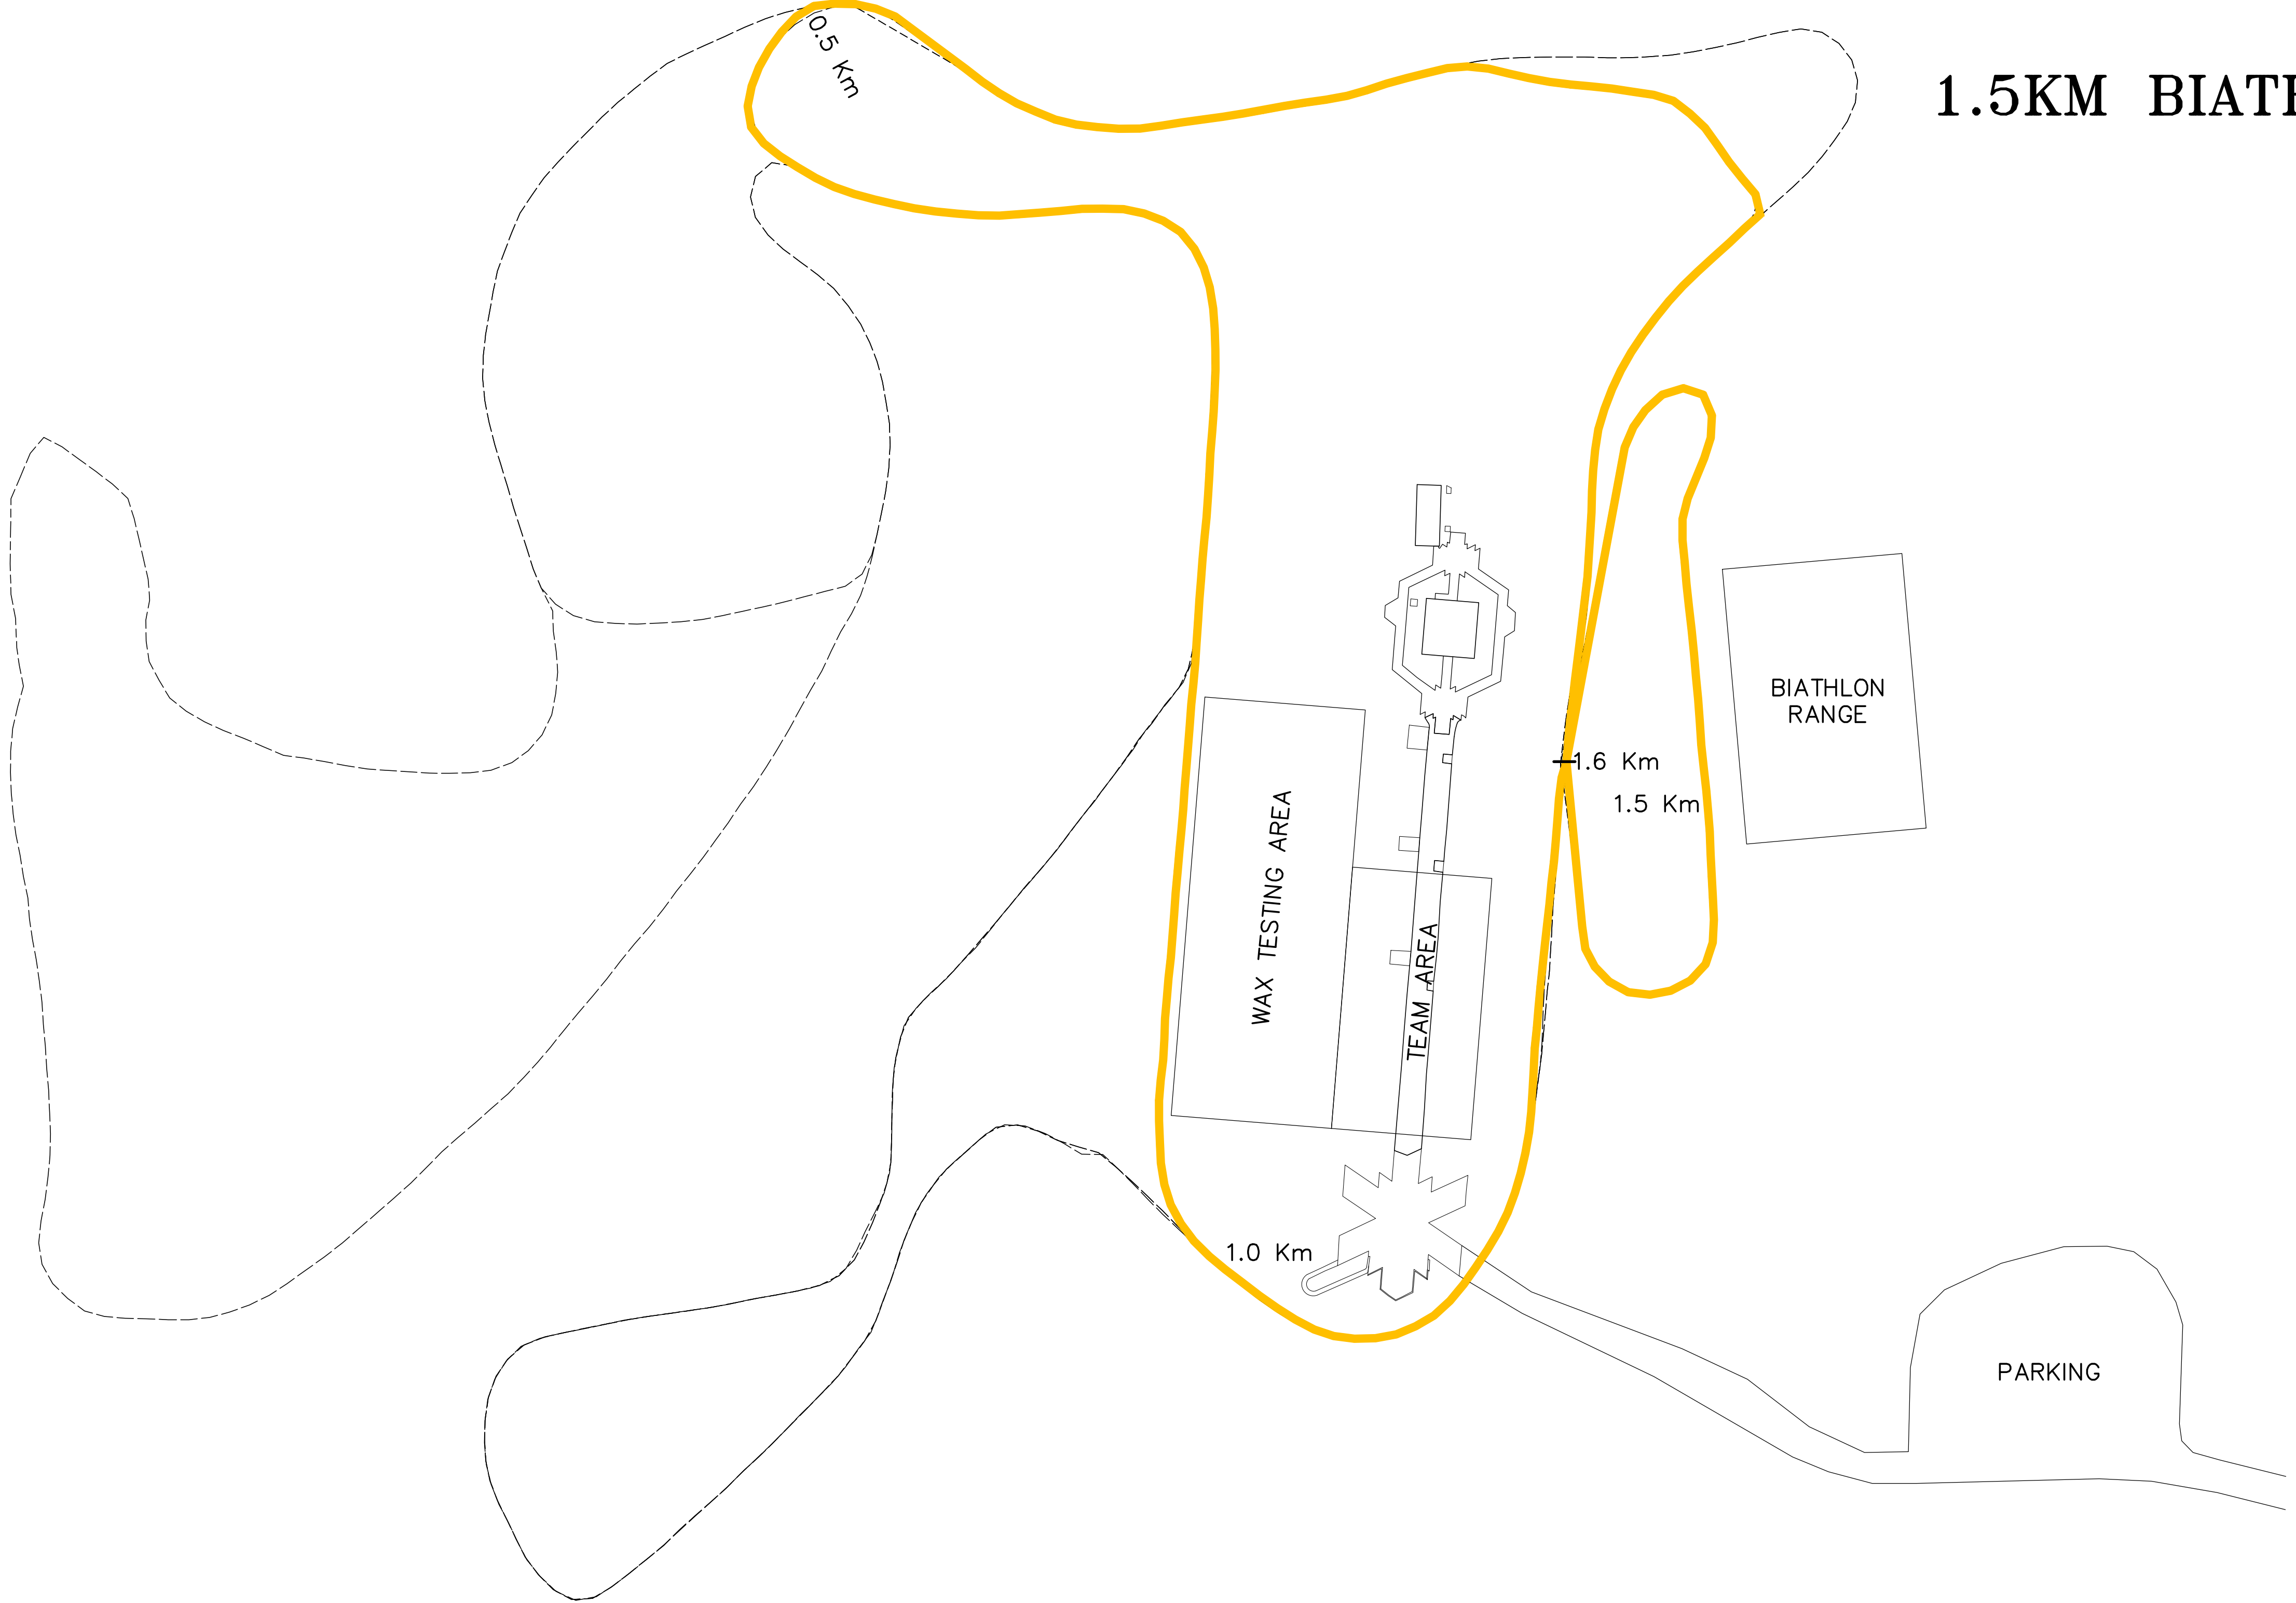 0.5 Km
1.5KM BIAT
BIATHLON
RANGE
1.6 Km
1.5 Km
WAX TESTING AREA
TEAM AREA
1.0 Km
PARKING